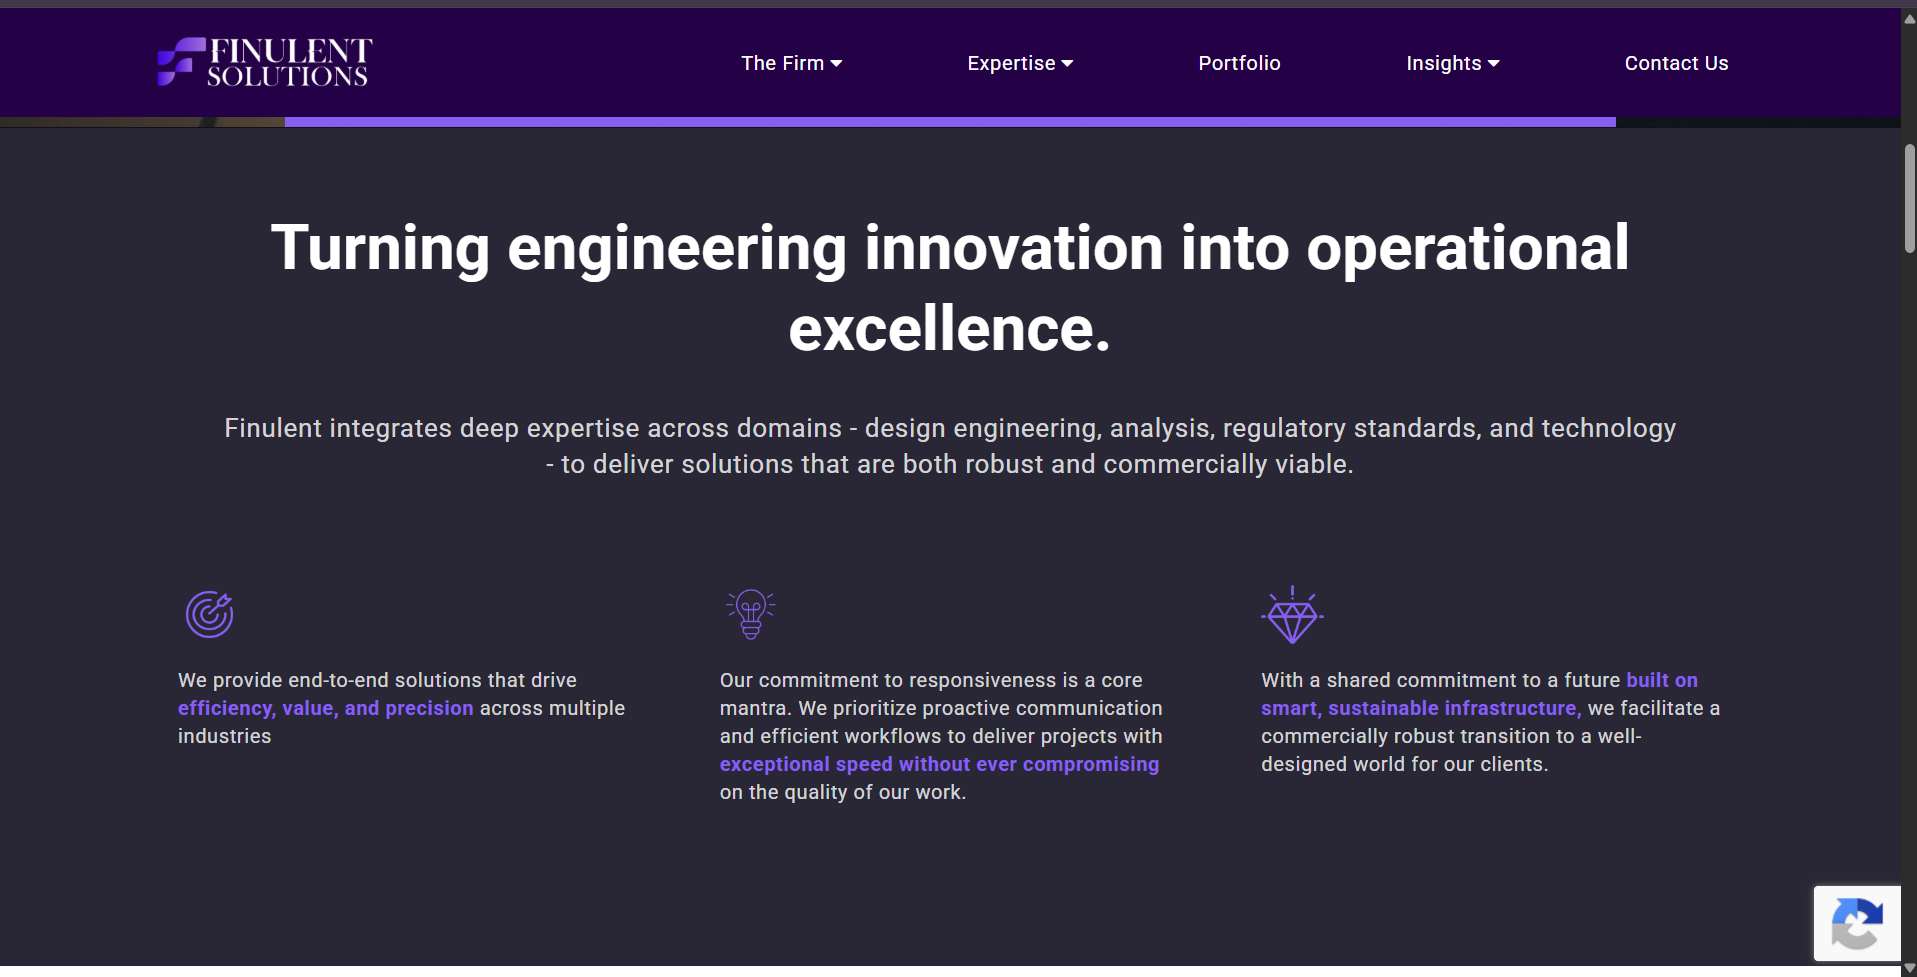 FINULENT
SOLUTIONS
The Firm
Expertise
Portfolio
Insights
Contact Us
Turning engineering innovation into operational
excellence.
Finulent integrates deep expertise across domains - design engineering, analysis, regulatory standards, and technology
- to deliver solutions that are both robust and commercially viable.
We provide end-to-end solutions that drive
efficiency, value, and precision across multiple
industries
Our commitment to responsiveness is a core
mantra. We prioritize proactive communication
and efficient workflows to deliver projects with
exceptional speed without ever compromising
on the quality of our work.
With a shared commitment to a future built on
smart, sustainable infrastructure, we facilitate a
commercially robust transition to a well-
designed world for our clients.